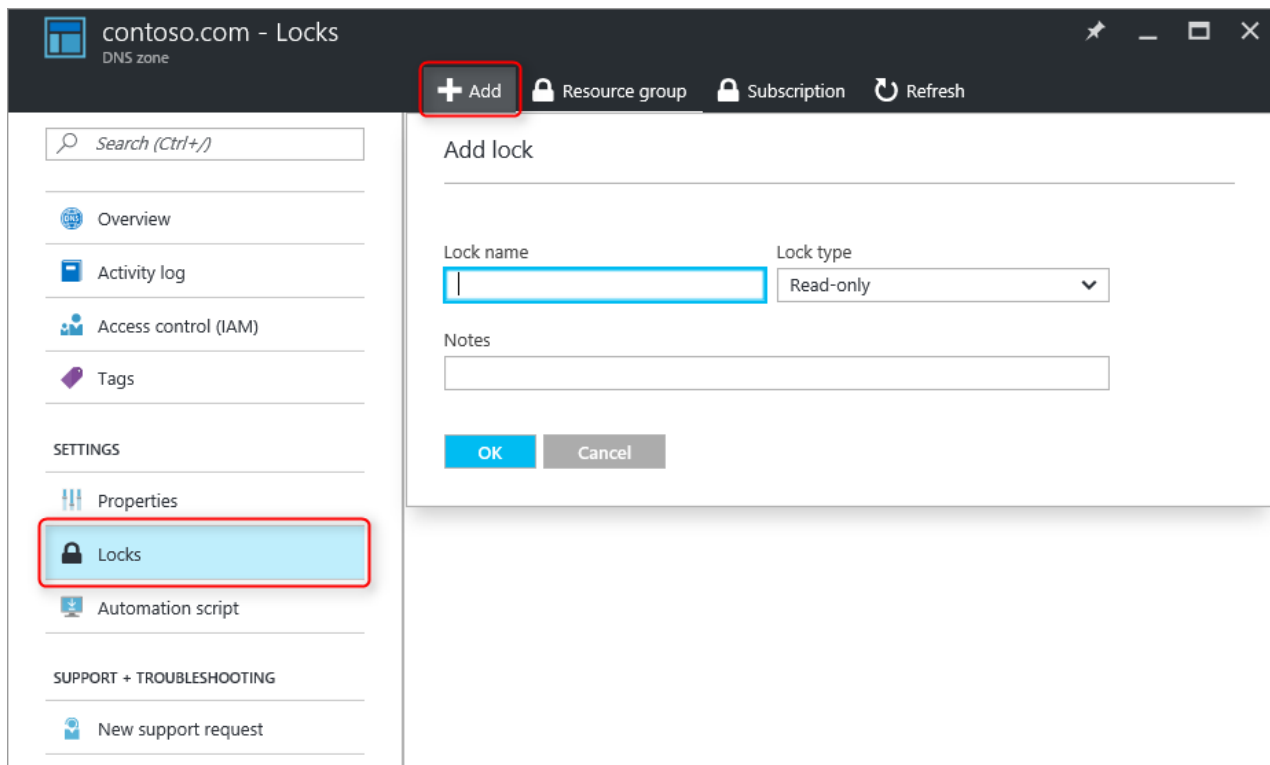 contoso.com - Locks
DNS zone
Add
Resource group
Subscription
Refresh
Search (Ctrl+/)
DNS
Overview
Activity log
Access control (IAM)
Tags
SETTINGS
Properties
Locks
Automation script
SUPPORT + TROUBLESHOOTING
New support request
Add lock
Lock name
Lock type
Read-only
Notes
OK
Cancel